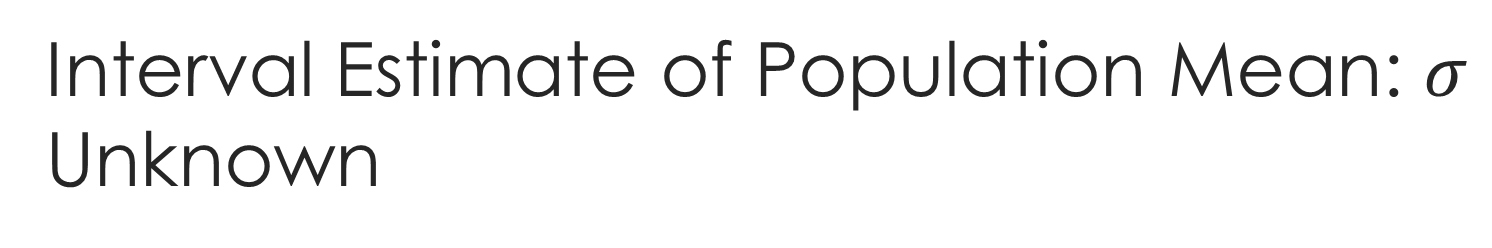 Interval Estimate of Population Mean: σ
Unknown